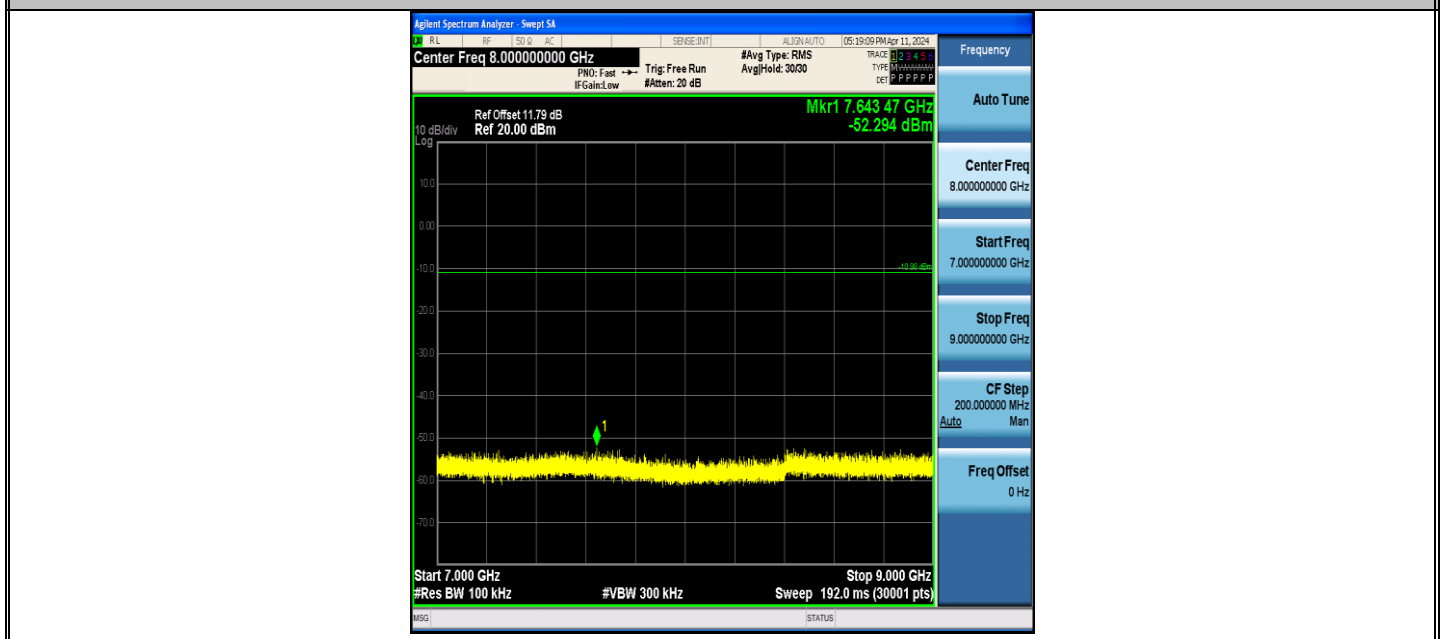 Agilent Spectrum Analyzer - Swept SA
RL RF 50 Ω AC SENSE:INT ALIGN AUTO 05:19:09 PM Apr 11, 2024
Center Freq 8.000000000 GHz
PNO: Fast
IFGain:Low
Trig: Free Run
#Atten: 20 dB
#Avg Type: RMS
Avg|Hold: 30/30
TRACE 1 2 3 4 5 6
TYPE M
DET P P P P P P
Mkr1 7.643 47 GHz
-52.294 dBm
Ref Offset 11.79 dB
10 dB/div Ref 20.00 dBm
Log
10.0
0.00
-10.0
-20.0
-30.0
-40.0
-50.0
-60.0
-70.0
1
Start 7.000 GHz Stop 9.000 GHz
#Res BW 100 kHz #VBW 300 kHz Sweep 192.0 ms (30001 pts)
MSG STATUS
Frequency
Auto Tune
Center Freq
8.000000000 GHz
Start Freq
7.000000000 GHz
Stop Freq
9.000000000 GHz
CF Step
200.000000 MHz
Auto Man
Freq Offset
0 Hz